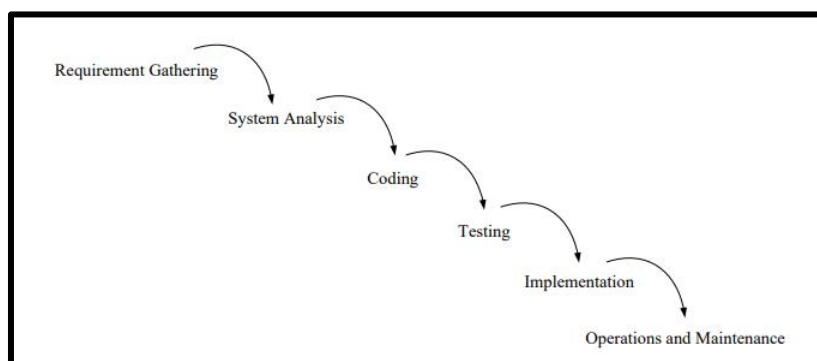 Requirement Gathering
System Analysis
Coding
Testing
Implementation
Operations and Maintenance